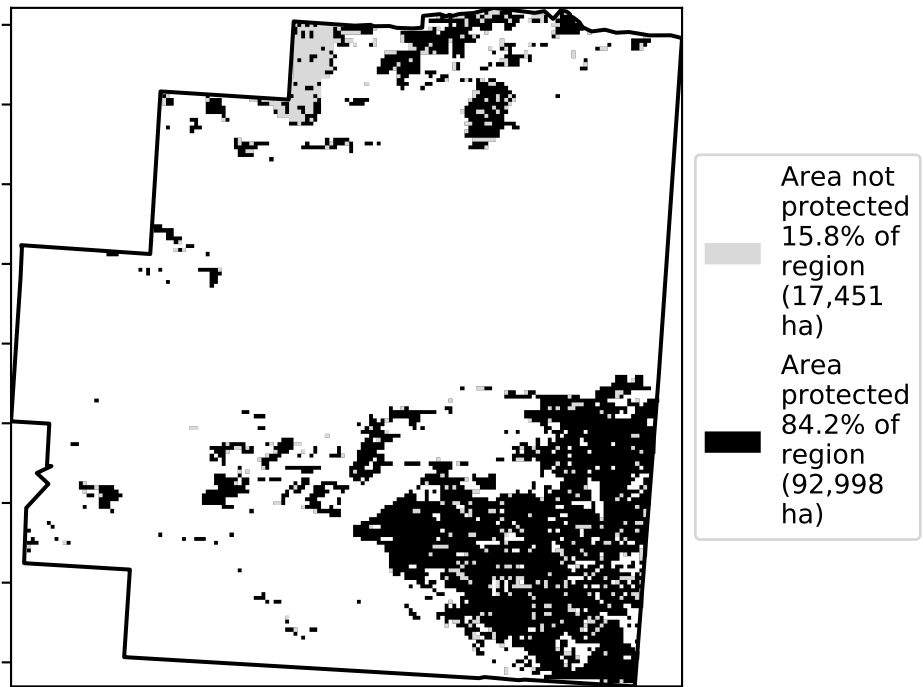 Area not
protected
15.8% of
region
(17,451
ha)
Area
protected
84.2% of
region
(92,998
ha)